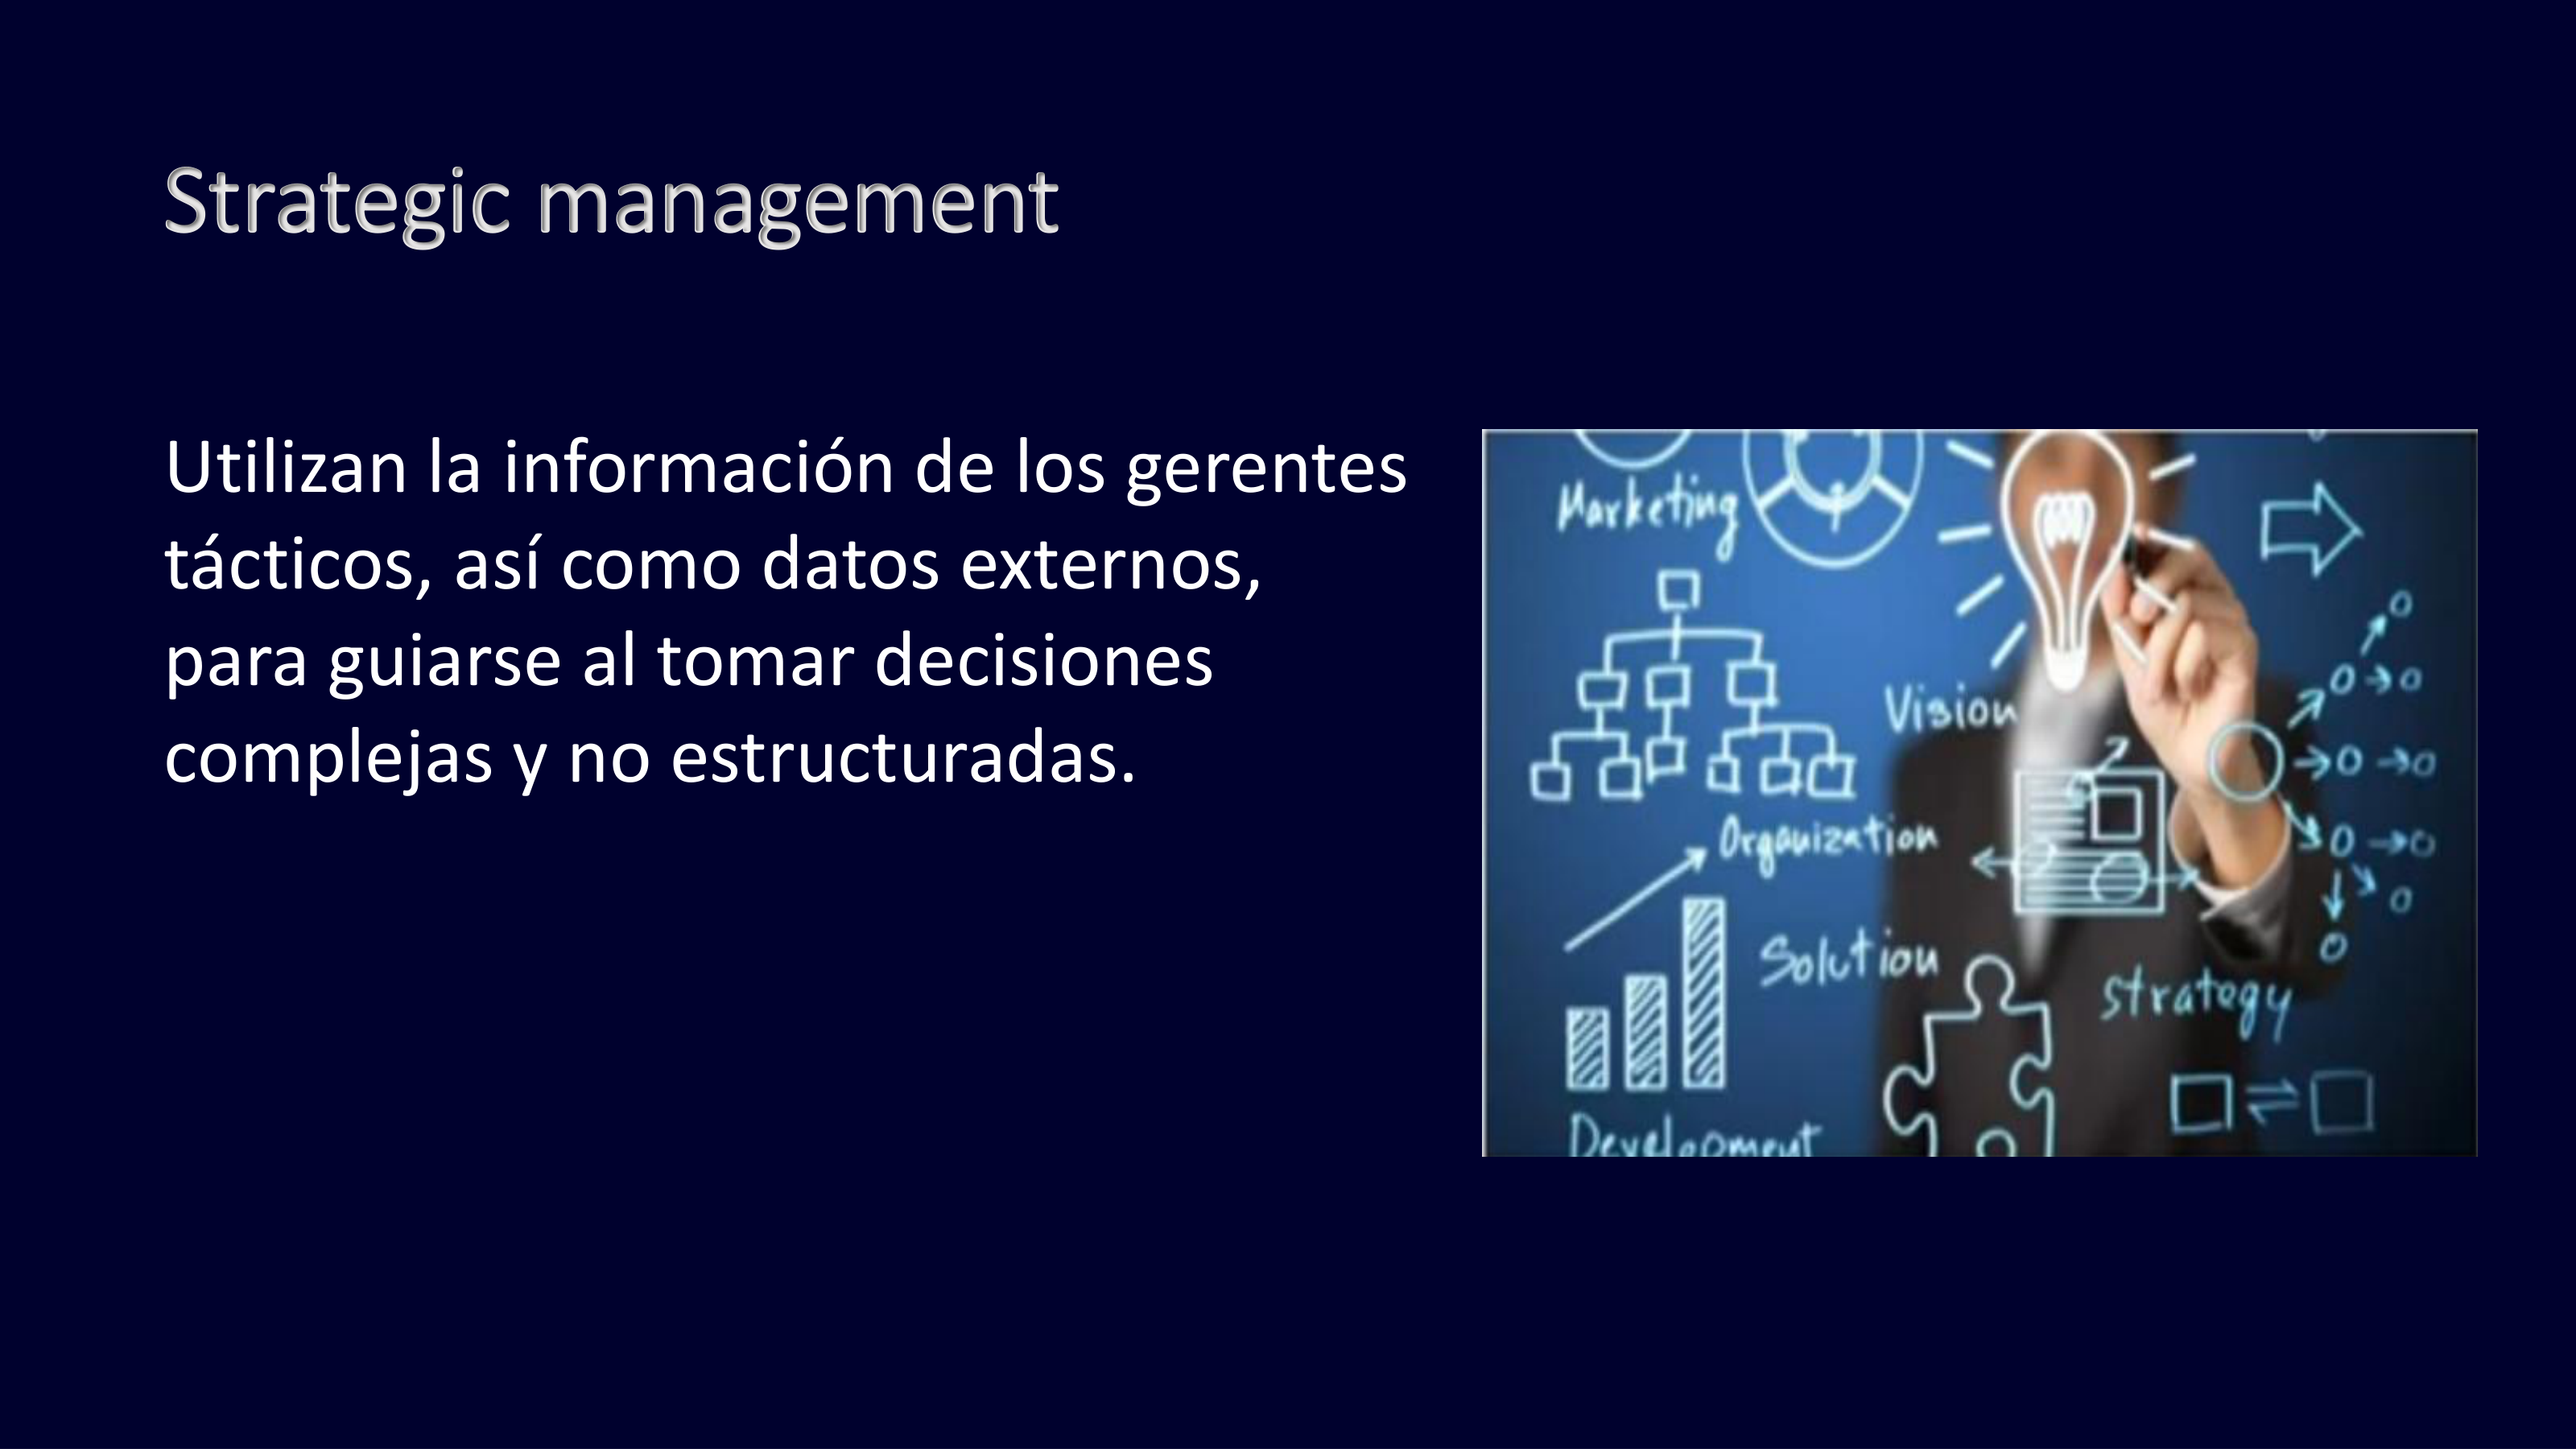 Strategic management
Utilizan la información de los gerentes
tácticos, así como datos externos,
para guiarse al tomar decisiones
complejas y no estructuradas.
Marketing
Vision
Organization
Solution
strategy
Development